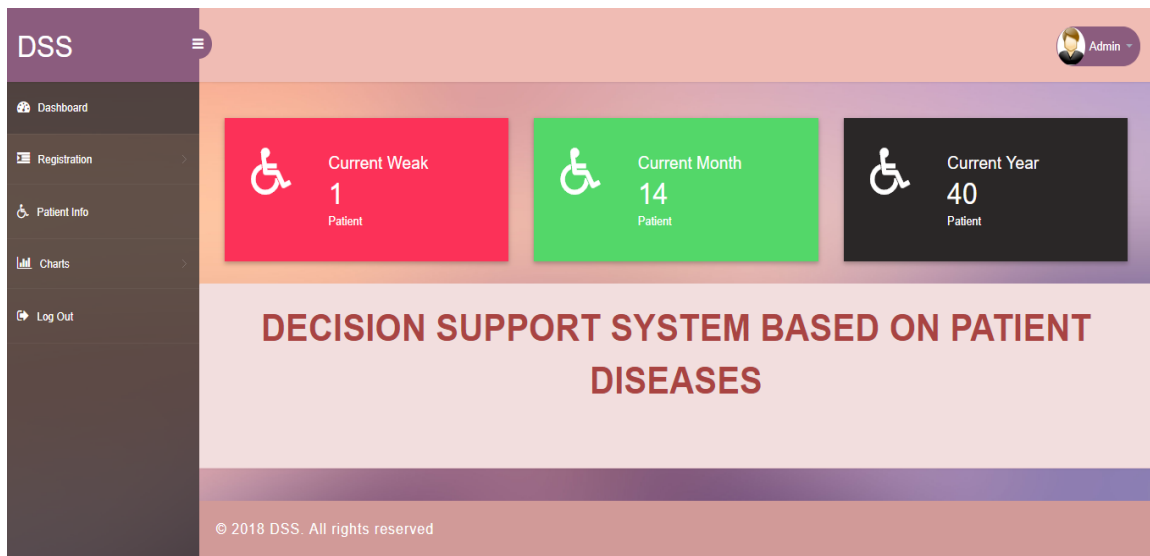 DSS
Admin
Dashboard
Registration
Patient Info
Charts
Log Out
Current Weak
1
Patient
Current Month
14
Patient
Current Year
40
Patient
DECISION SUPPORT SYSTEM BASED ON PATIENT
DISEASES
© 2018 DSS. All rights reserved